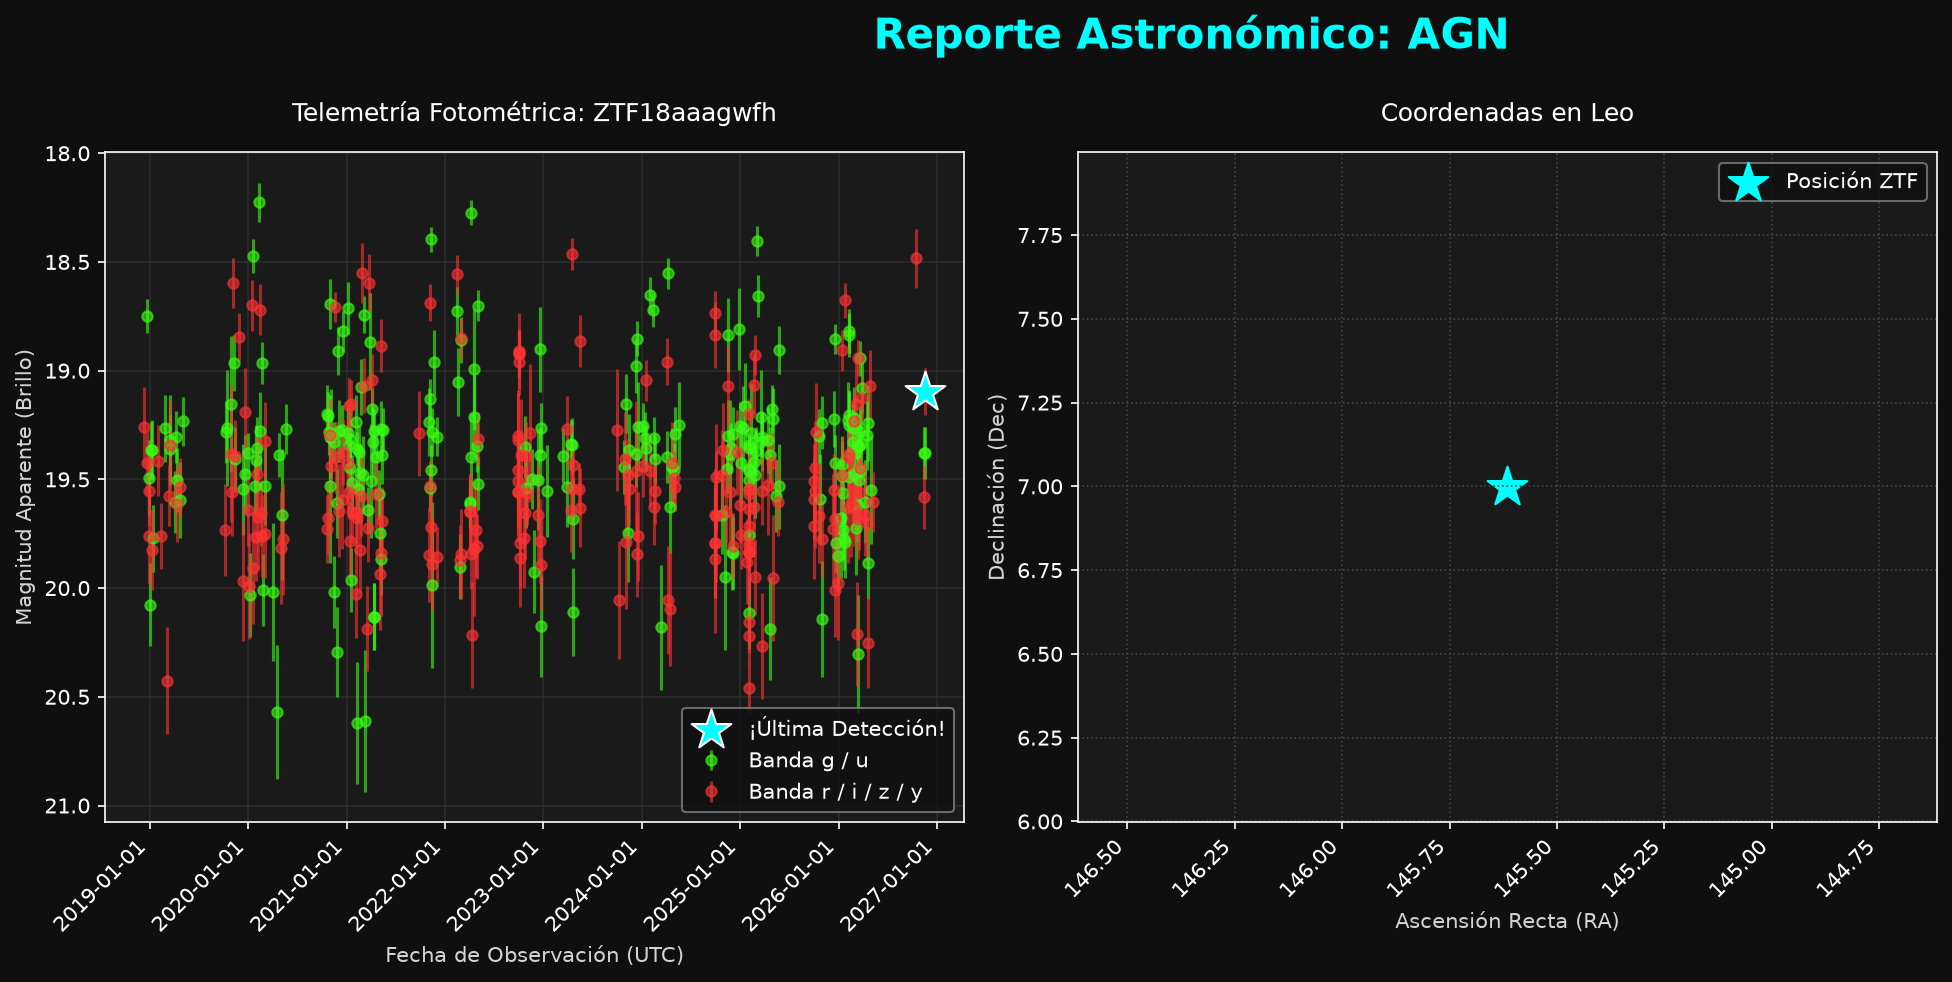 Reporte Astronómico: AGN
Telemetría Fotométrica: ZTF18aaagwfh
18.0
18.5
19.0
19.5
20.0
20.5
21.0
Magnitud Aparente (Brillo)
¡Última Detección!
Banda g / u
Banda r / i / z / y
2019-01-01
2020-01-01
2021-01-01
2022-01-01
2023-01-01
2024-01-01
2025-01-01
2026-01-01
2027-01-01
Fecha de Observación (UTC)
Coordenadas en Leo
Posición ZTF
7.75
7.50
7.25
7.00
6.75
6.50
6.25
6.00
Declinación (Dec)
146.50
146.25
146.00
145.75
145.50
145.25
145.00
144.75
Ascensión Recta (RA)